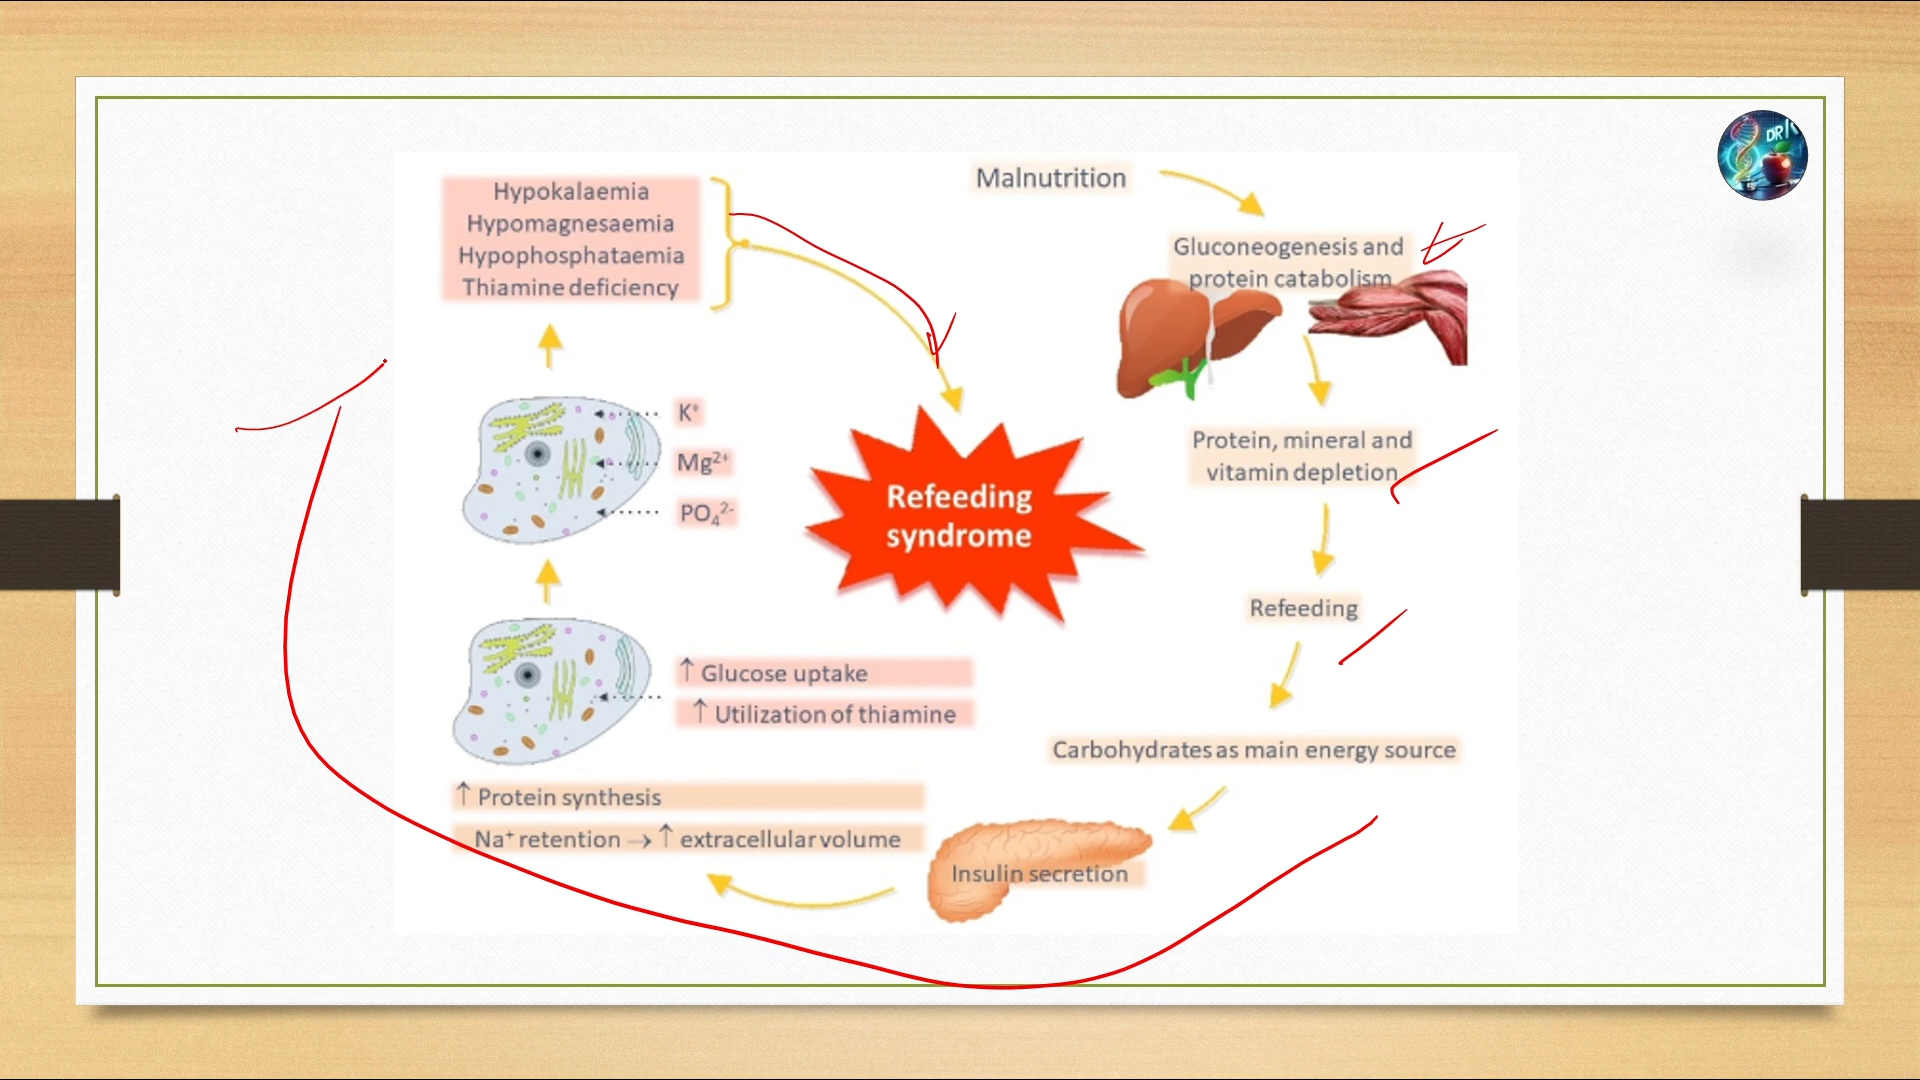 Malnutrition
Gluconeogenesis and
protein catabolism
Protein, mineral and
vitamin depletion
Refeeding
Carbohydrates as main energy source
Insulin secretion
↑ Protein synthesis
Na⁺ retention → ↑ extracellular volume
↑ Glucose uptake
↑ Utilization of thiamine
K⁺
Mg²⁺
PO₄²⁻
Hypokalaemia
Hypomagnesaemia
Hypophosphataemia
Thiamine deficiency
Refeeding
syndrome